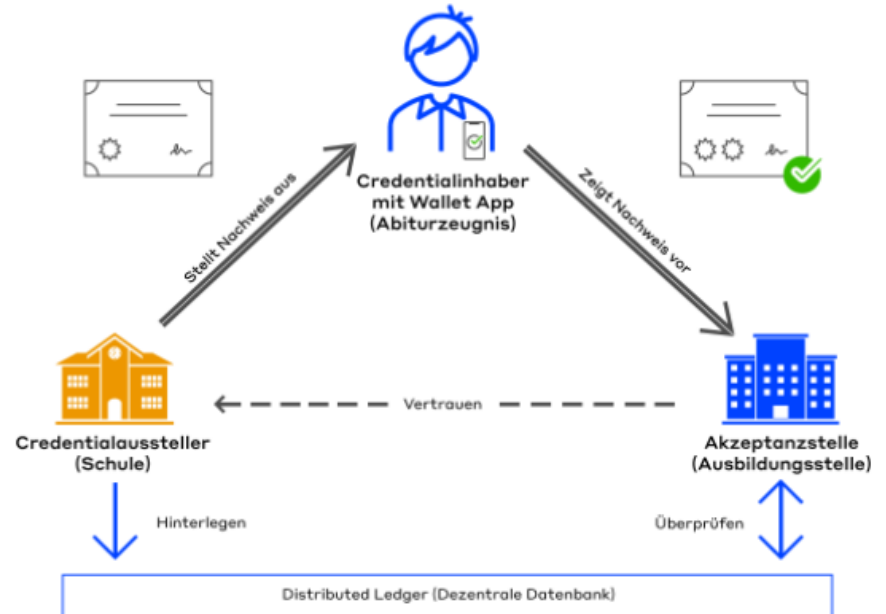 Credentialinhaber
mit Wallet App
(Abiturzeugnis)
Stellt Nachweis aus
Zeigt Nachweis vor
Vertrauen
Credentialaussteller
(Schule)
Akzeptanzstelle
(Ausbildungsstelle)
Hinterlegen
Überprüfen
Distributed Ledger (Dezentrale Datenbank)